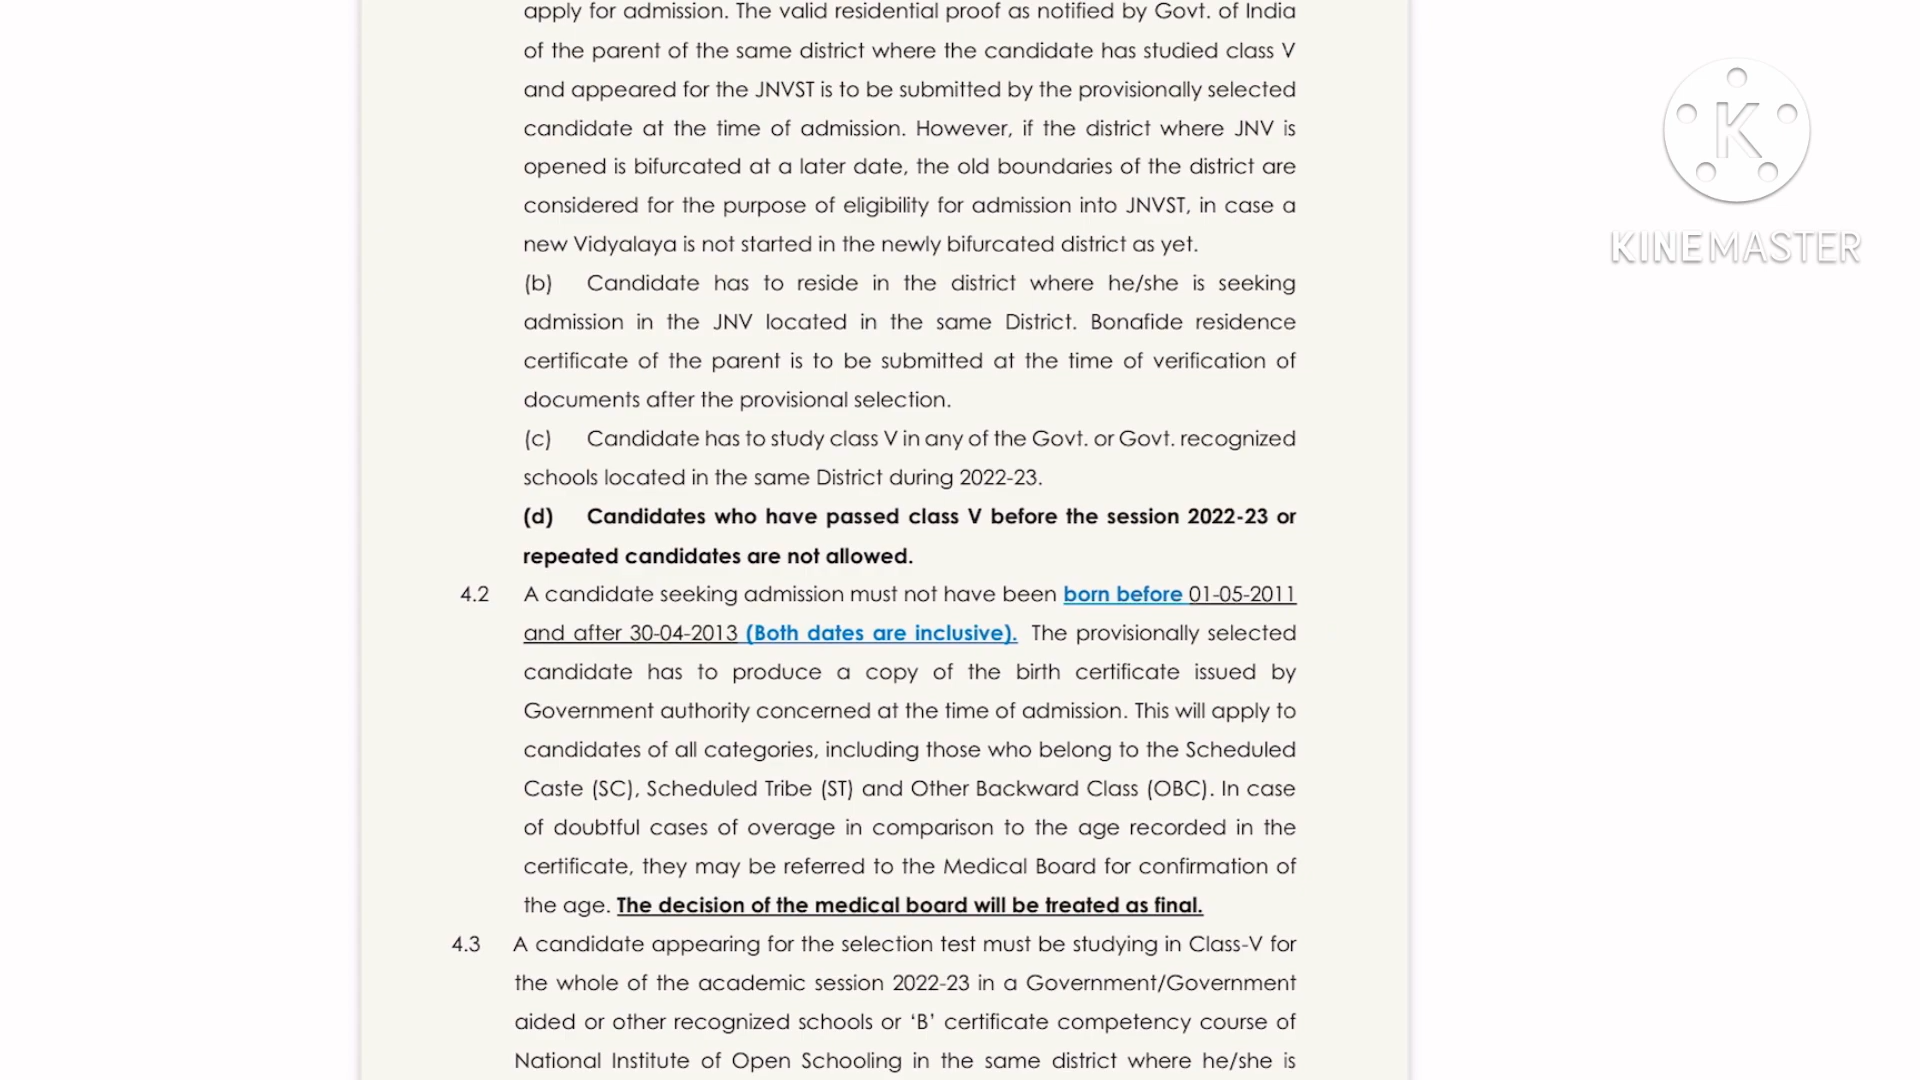 apply for admission. The valid residential proof as notified by Govt. of India
of the parent of the same district where the candidate has studied class V
and appeared for the JNVST is to be submitted by the provisionally selected
candidate at the time of admission. However, if the district where JNV is
opened is bifurcated at a later date, the old boundaries of the district are
considered for the purpose of eligibility for admission into JNVST, in case a
new Vidyalaya is not started in the newly bifurcated district as yet.
(b) Candidate has to reside in the district where he/she is seeking
admission in the JNV located in the same District. Bonafide residence
certificate of the parent is to be submitted at the time of verification of
documents after the provisional selection.
(c) Candidate has to study class V in any of the Govt. or Govt. recognized
schools located in the same District during 2022-23.
(d) Candidates who have passed class V before the session 2022-23 or
repeated candidates are not allowed.
4.2 A candidate seeking admission must not have been born before 01-05-2011
and after 30-04-2013 (Both dates are inclusive). The provisionally selected
candidate has to produce a copy of the birth certificate issued by
Government authority concerned at the time of admission. This will apply to
candidates of all categories, including those who belong to the Scheduled
Caste (SC), Scheduled Tribe (ST) and Other Backward Class (OBC). In case
of doubtful cases of overage in comparison to the age recorded in the
certificate, they may be referred to the Medical Board for confirmation of
the age. The decision of the medical board will be treated as final.
4.3 A candidate appearing for the selection test must be studying in Class-V for
the whole of the academic session 2022-23 in a Government/Government
aided or other recognized schools or ‘B’ certificate competency course of
National Institute of Open Schooling in the same district where he/she is
K
KINEMASTER